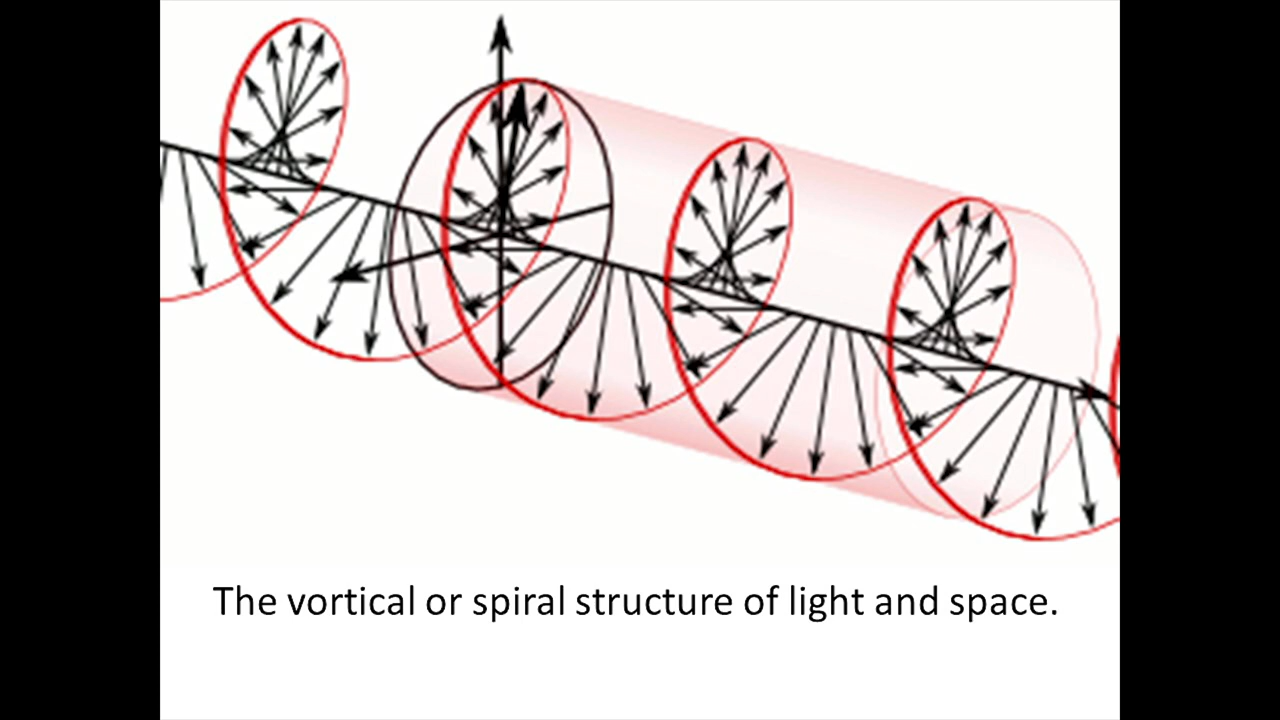 The vortical or spiral structure of light and space.